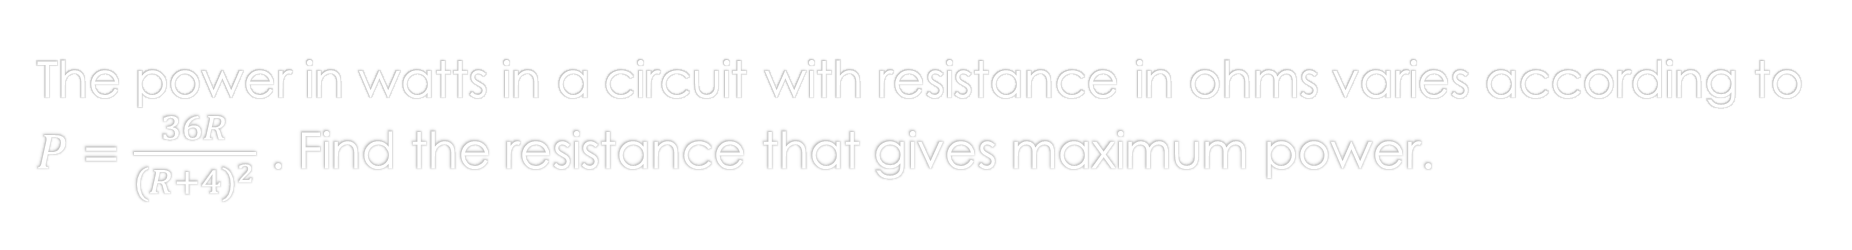 The power in watts in a circuit with resistance in ohms varies according to
P = 36R/(R+4)². Find the resistance that gives maximum power.